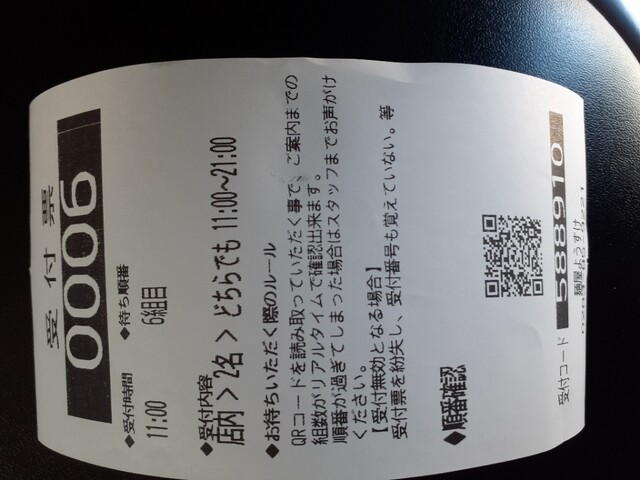 受付票
0006
◆受付時間 ◆待ち順番
11:00 6組目
◆受付内容
店内 > 2名 > どちらでも 11:00~21:00
◆お待ちいただく際のルール
QRコードを読み取っていただく事で、ご案内までの
組数がリアルタイムで確認出来ます。
順番が過ぎてしまった場合はスタッフまでお声がけ
ください。
【受付無効となる場合】
受付票を紛失し、受付番号も覚えていない。等
◆順番確認
受付コード 5888910
麺屋ようすけ